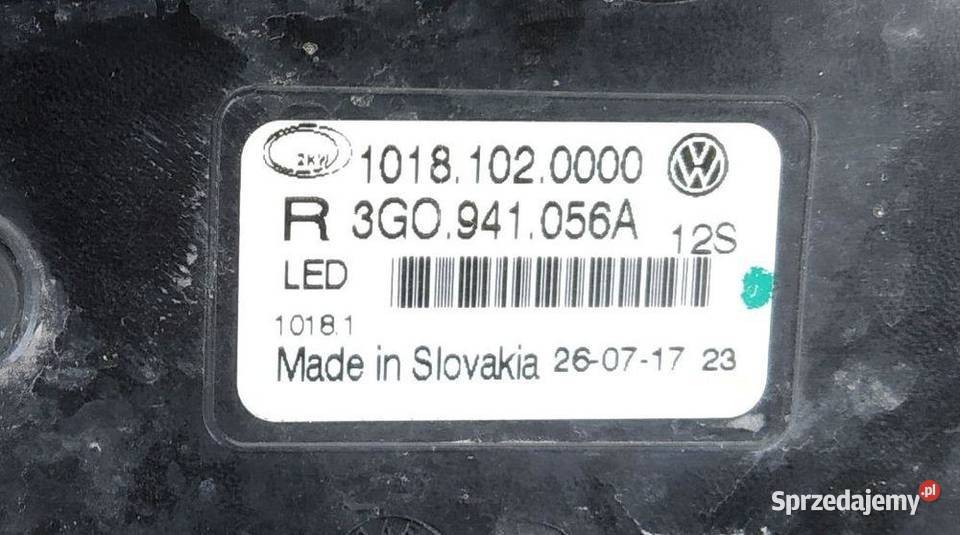 ZKW 1018.102.0000
R 3G0.941.056A 12S
LED
1018.1
Made in Slovakia 26-07-17 23
Sprzedajemy.pl